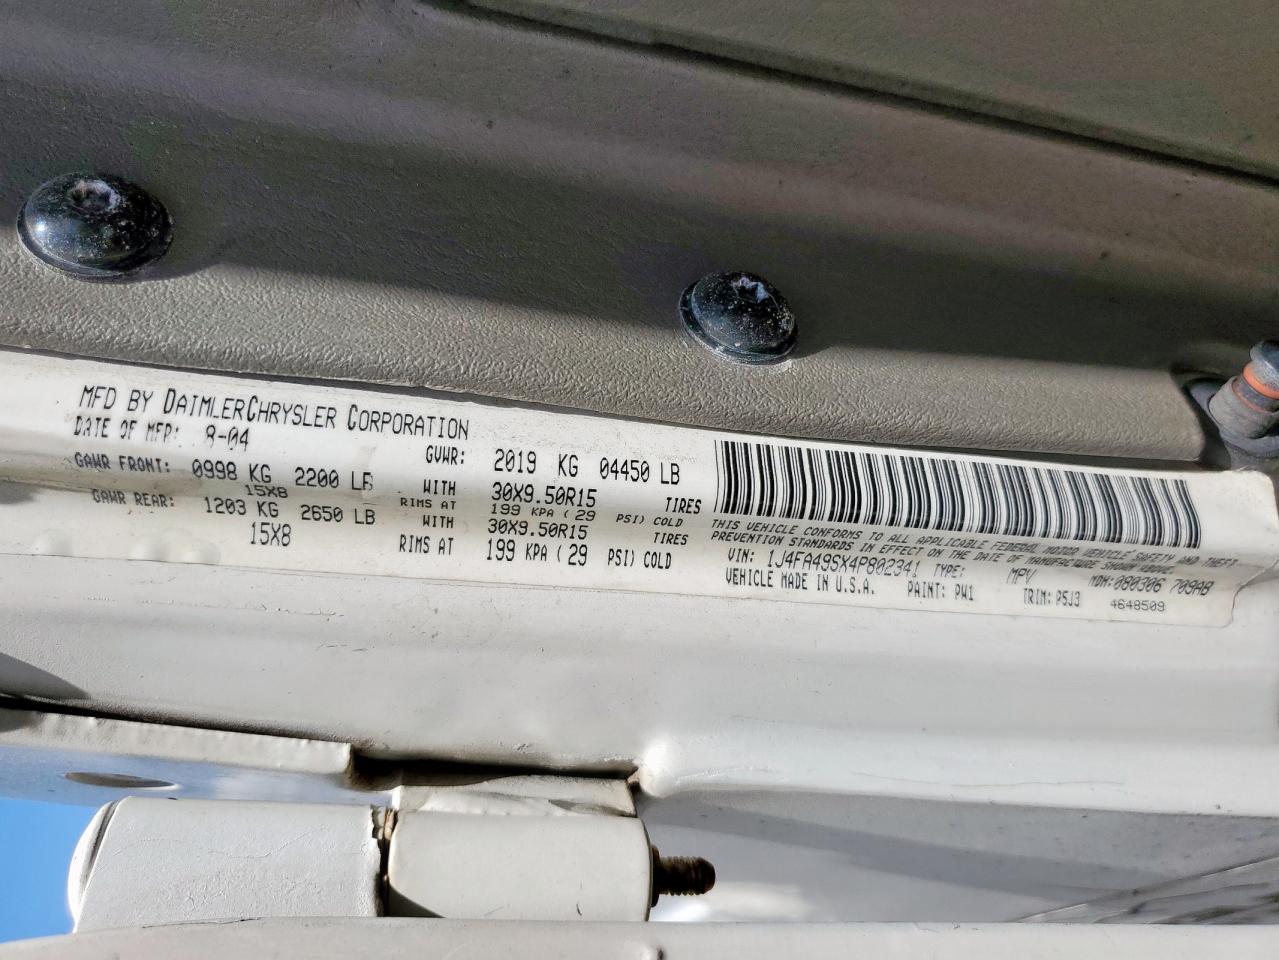 MFD BY DAIMLERCHRYSLER CORPORATION
DATE OF MFR: 8-04 GVWR: 2019 KG 04450 LB
GAWR FRONT: 0998 KG 2200 LB WITH 30X9.50R15 TIRES
15X8 RIMS AT 199 KPA ( 29 PSI) COLD
GAWR REAR: 1203 KG 2650 LB WITH 30X9.50R15 TIRES
15X8 RIMS AT 199 KPA ( 29 PSI) COLD
THIS VEHICLE CONFORMS TO ALL APPLICABLE FEDERAL MOTOR VEHICLE SAFETY AND THEFT
PREVENTION STANDARDS IN EFFECT ON THE DATE OF MANUFACTURE SHOWN ABOVE.
VIN: 1J4FA49SX4P802341 TYPE: MPV MDH:080306 709AB
VEHICLE MADE IN U.S.A. PAINT: PW1 TRIM: P5J3 4648509